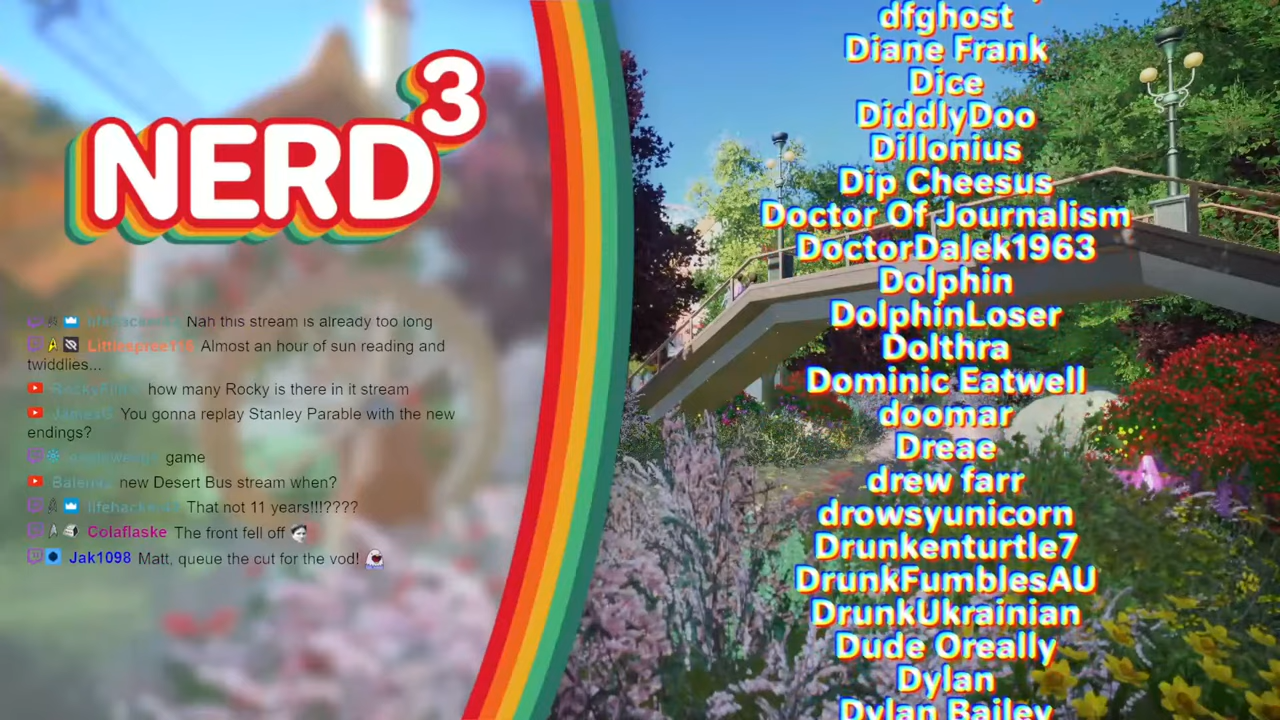 NERD³
Nah this stream is already too long
Almost an hour of sun reading and
twiddlies...
how many Rocky is there in it stream
You gonna replay Stanley Parable with the new
endings?
game
new Desert Bus stream when?
That not 11 years!!!????
Colaflaske The front fell off
Jak1098 Matt, queue the cut for the vod!
dfghost
Diane Frank
Dice
DiddlyDoo
Dillonius
Dip Cheesus
Doctor Of Journalism
DoctorDalek1963
Dolphin
DolphinLoser
Dolthra
Dominic Eatwell
doomar
Dreae
drew farr
drowsyunicorn
Drunkenturtle7
DrunkFumblesAU
DrunkUkrainian
Dude Oreally
Dylan
Dylan Bailey